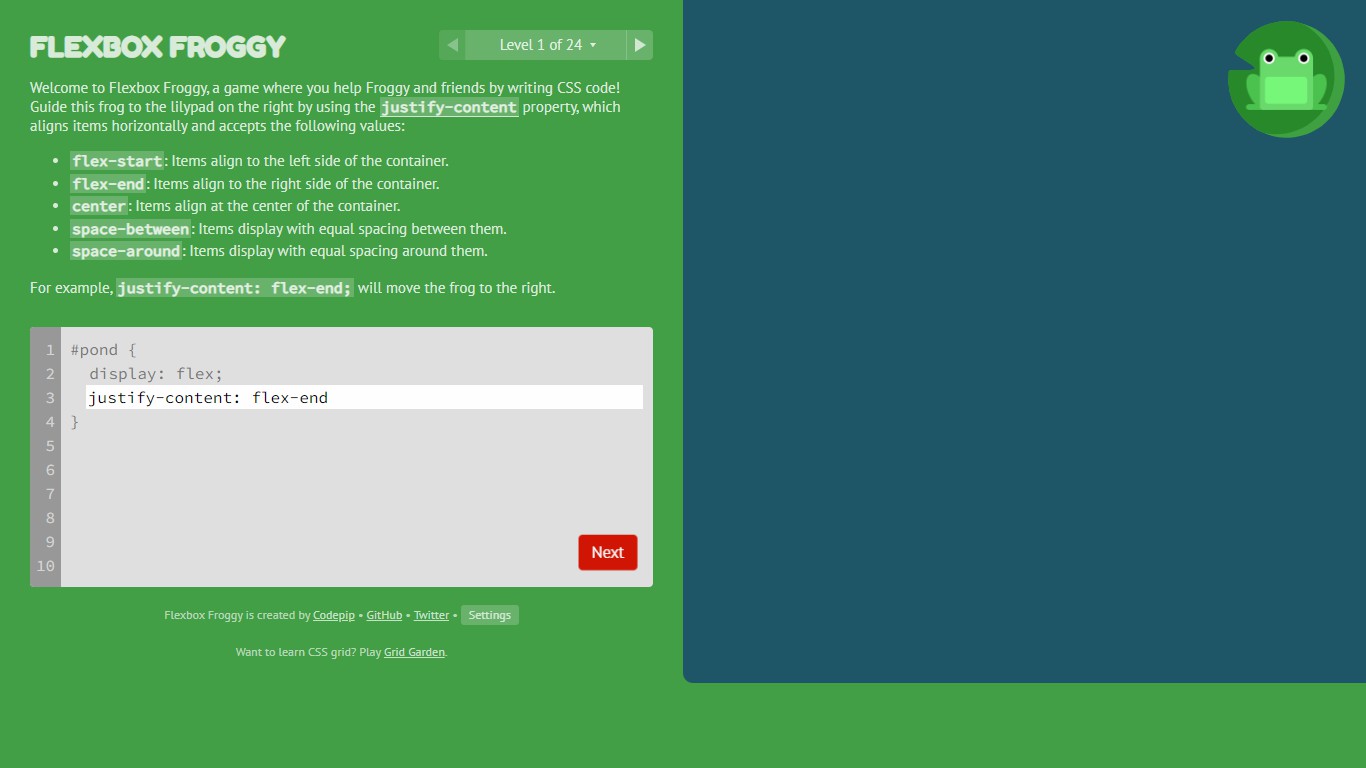 FLEXBOX FROGGY
Level 1 of 24
Welcome to Flexbox Froggy, a game where you help Froggy and friends by writing CSS code!
Guide this frog to the lilypad on the right by using the justify-content property, which
aligns items horizontally and accepts the following values:
• flex-start: Items align to the left side of the container.
• flex-end: Items align to the right side of the container.
• center: Items align at the center of the container.
• space-between: Items display with equal spacing between them.
• space-around: Items display with equal spacing around them.
For example, justify-content: flex-end; will move the frog to the right.
1 #pond {
2 display: flex;
3 justify-content: flex-end
4 }
5
6
7
8
9
10
Next
Flexbox Froggy is created by Codepip • GitHub • Twitter • Settings
Want to learn CSS grid? Play Grid Garden.